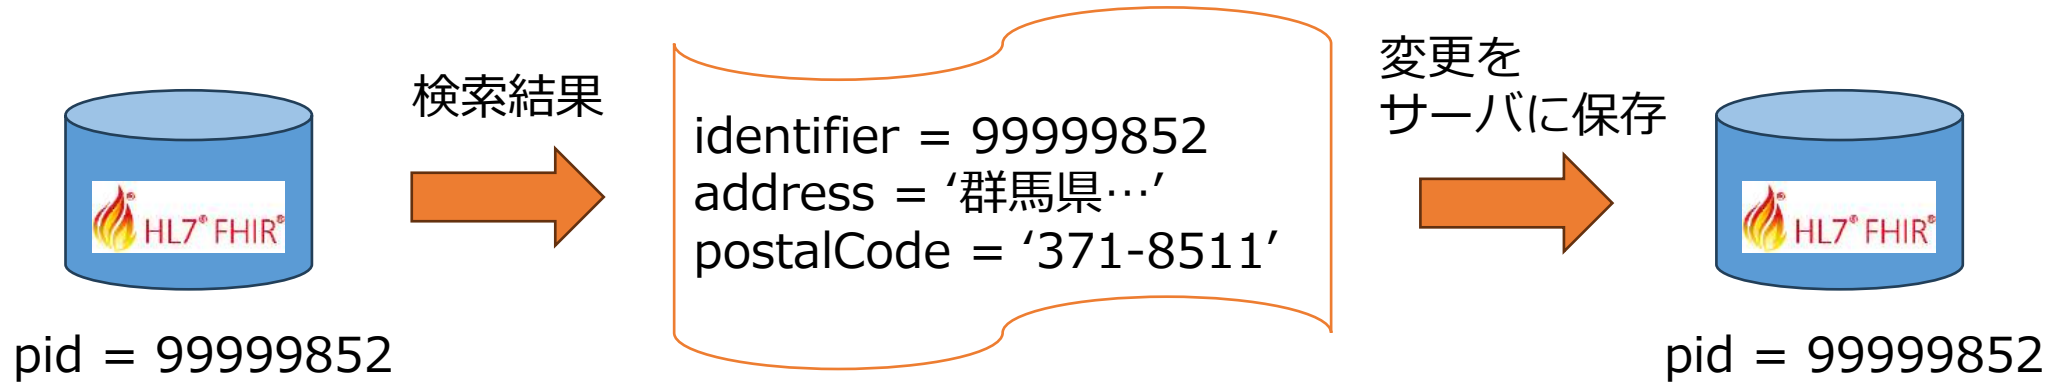 HL7® FHIR®
pid = 99999852
検索結果
identifier = 99999852
address = ‘群馬県…’
postalCode = ‘371-8511’
変更を
サーバに保存
HL7® FHIR®
pid = 99999852